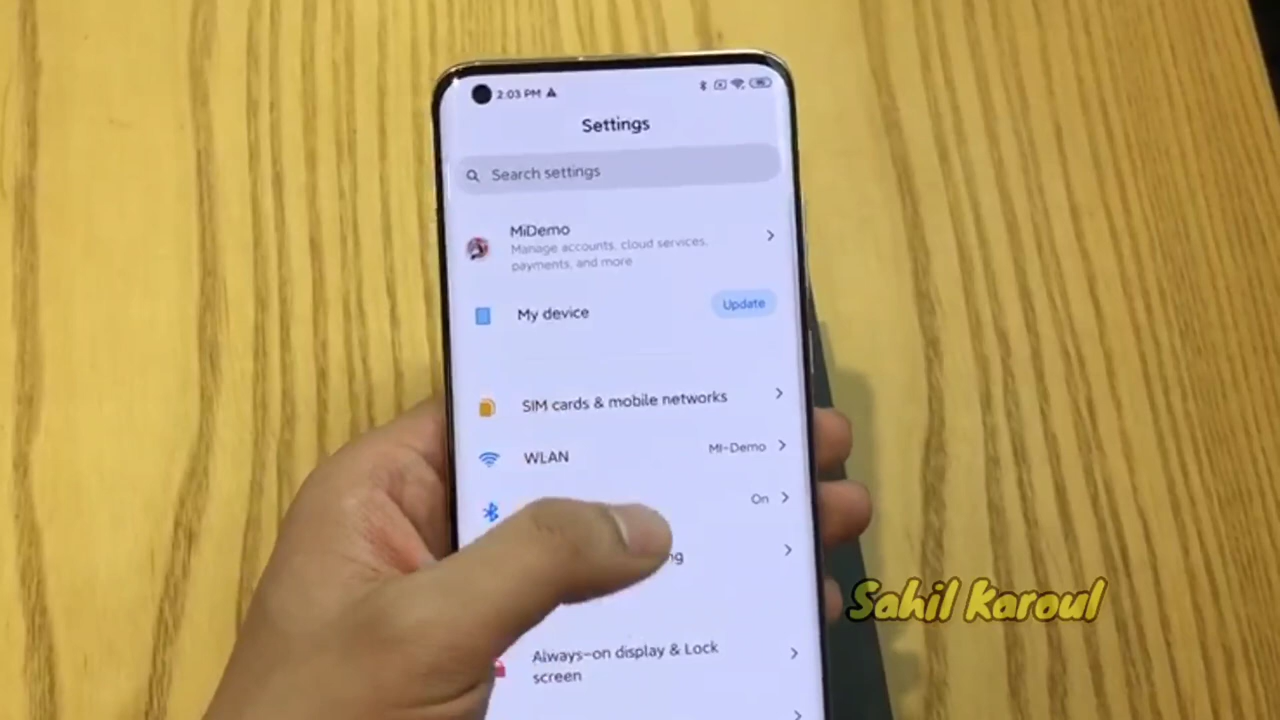 2:03 PM
Settings
Search settings
MiDemo
Manage accounts, cloud services,
payments, and more
My device
Update
SIM cards & mobile networks
WLAN
MI-Demo
On
ng
Always-on display & Lock
screen
Sahil Karoul